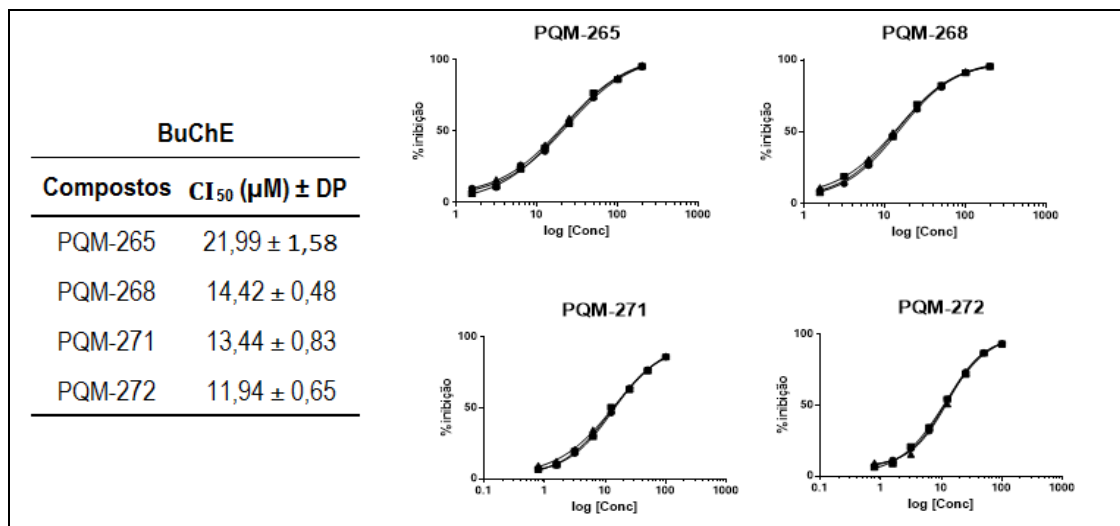 BuChE
Compostos CI50 (µM) ± DP
PQM-265 21,99 ± 1,58
PQM-268 14,42 ± 0,48
PQM-271 13,44 ± 0,83
PQM-272 11,94 ± 0,65
PQM-265
% inibição
100
50
0
1 10 100 1000
log [Conc]
PQM-268
% inibição
100
50
0
1 10 100 1000
log [Conc]
PQM-271
% inibição
100
50
0
0.1 1 10 100 1000
log [Conc]
PQM-272
% inibição
100
50
0
0.1 1 10 100 1000
log [Conc]